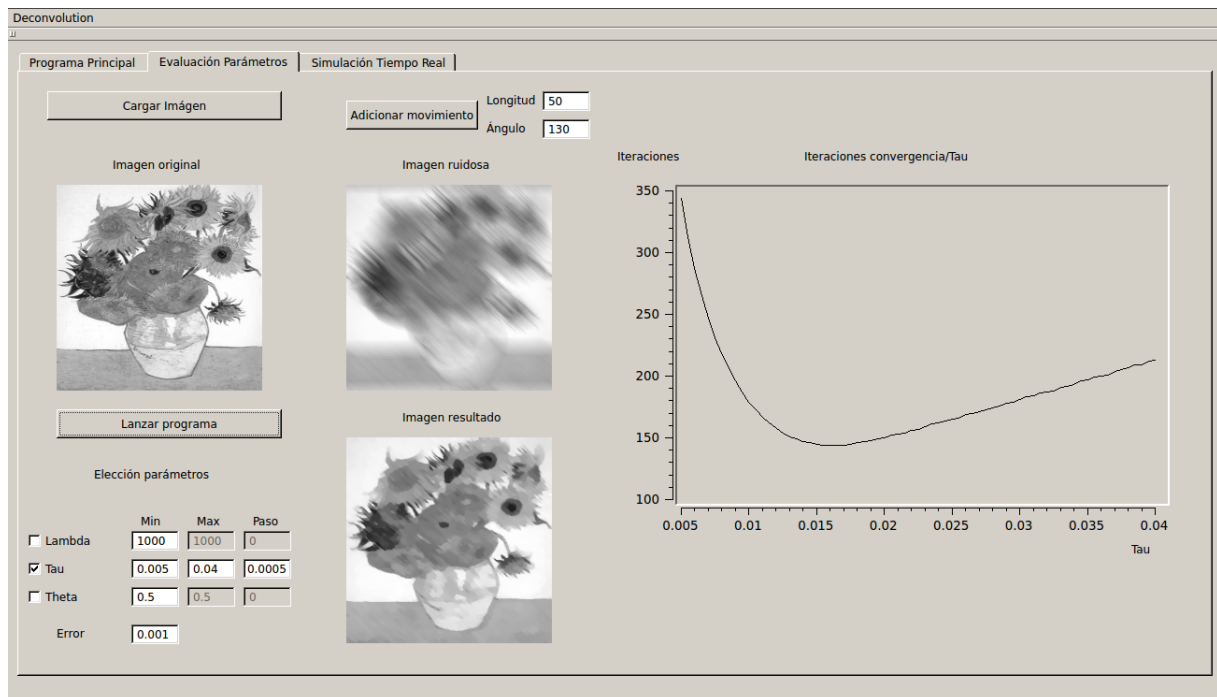 Deconvolution
Programa Principal
Evaluación Parámetros
Simulación Tiempo Real
Cargar Imágen
Adicionar movimiento
Longitud 50
Ángulo 130
Imagen original
Imagen ruidosa
Iteraciones
Iteraciones convergencia/Tau
350
300
250
200
150
100
0.005 0.01 0.015 0.02 0.025 0.03 0.035 0.04
Tau
Lanzar programa
Imagen resultado
Elección parámetros
Min Max Paso
Lambda 1000 1000 0
Tau 0.005 0.04 0.0005
Theta 0.5 0.5 0
Error 0.001